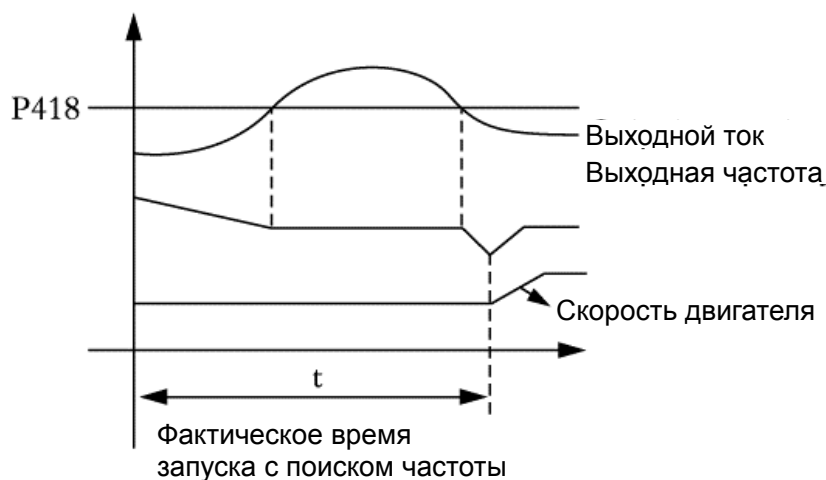 P418
Выходной ток
Выходная частота
Скорость двигателя
t
Фактическое время
запуска с поиском частоты